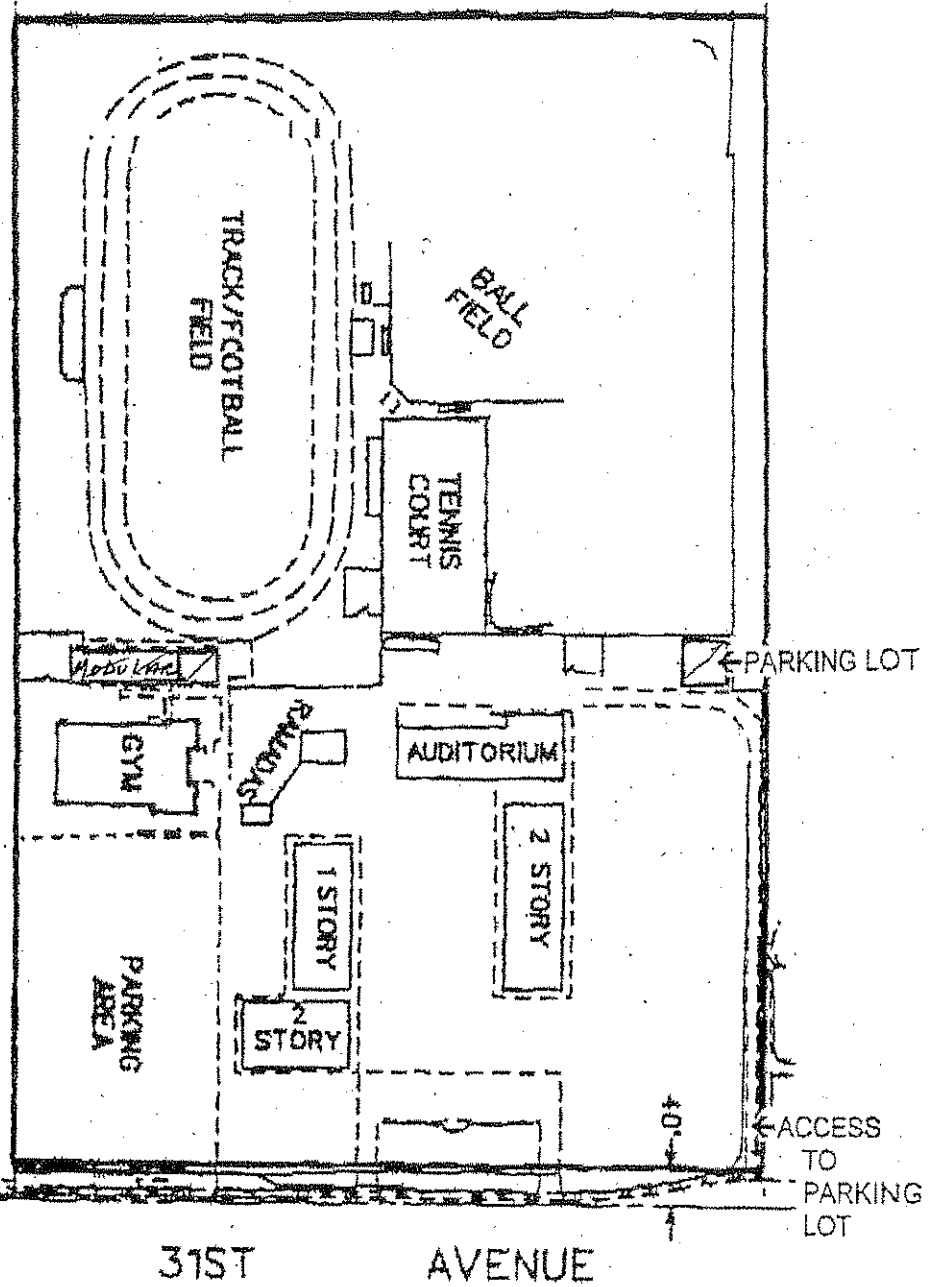 TRACK/FOOTBALL
FIELD
BALL
FIELD
TENNIS
COURT
MODULAR
←PARKING LOT
GYM
RAMADAS
AUDITORIUM
1 STORY
2 STORY
2
STORY
PARKING
AREA
40'
←ACCESS
TO
PARKING
LOT
31ST AVENUE